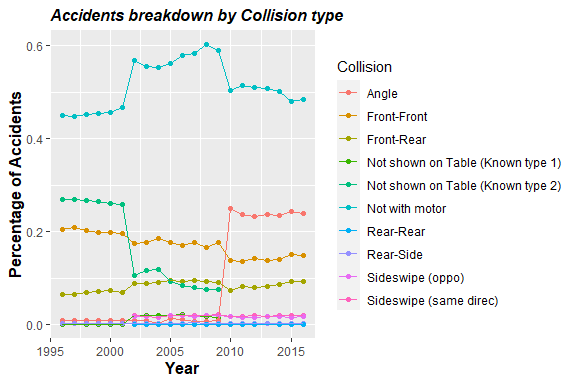 Accidents breakdown by Collision type
Percentage of Accidents
0.6
0.4
0.2
0.0
1995
2000
2005
2010
2015
Year
Collision
Angle
Front-Front
Front-Rear
Not shown on Table (Known type 1)
Not shown on Table (Known type 2)
Not with motor
Rear-Rear
Rear-Side
Sideswipe (oppo)
Sideswipe (same direc)